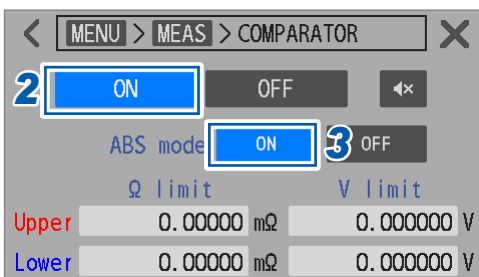 MENU > MEAS > COMPARATOR
2 ON OFF
ABS mode ON 3 OFF
Ω limit V limit
Upper 0.00000 mΩ 0.000000 V
Lower 0.00000 mΩ 0.000000 V